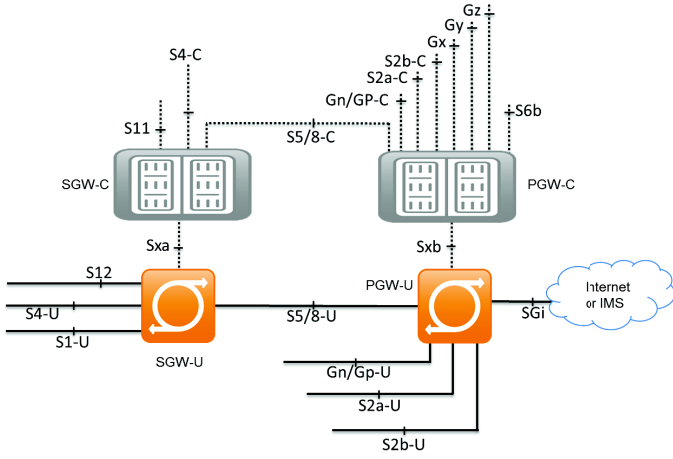 Gz
Gy
Gx
S4-C
S2b-C
S2a-C
Gn/GP-C
S6b
S11
S5/8-C
SGW-C
PGW-C
Sxa
Sxb
S12
PGW-U
Internet
or IMS
S4-U
S5/8-U
SGi
S1-U
SGW-U
Gn/Gp-U
S2a-U
S2b-U